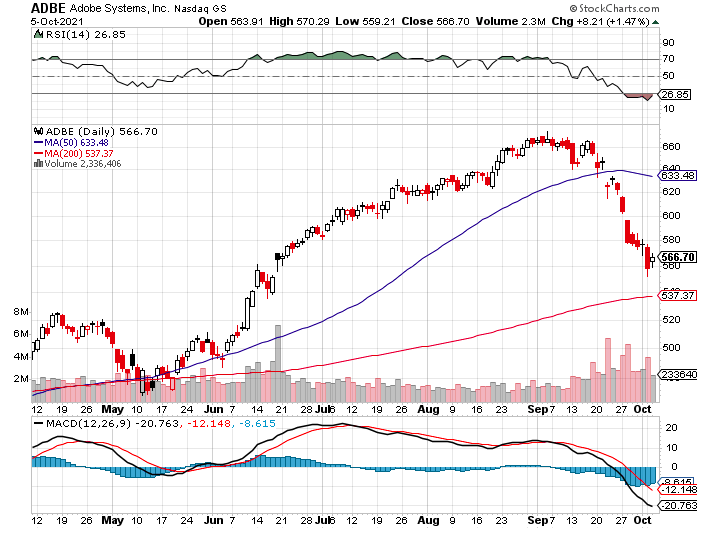 ADBE Adobe Systems, Inc. Nasdaq GS © StockCharts.com
5-Oct-2021 Open 563.91 High 570.29 Low 559.21 Close 566.70 Volume 2.3M Chg +8.21 (+1.47%)
RSI(14) 26.85
90
70
50
26.85
10
ADBE (Daily) 566.70
MA(50) 633.48
MA(200) 537.37
Volume 2,336,406
660
640
633.48
620
600
580
566.70
560
540
537.37
520
500
8M
6M
4M
2M
233640
12 19 26 May 10 17 24 Jun 7 14 21 28 Jul 6 12 19 26 Aug 9 16 23 Sep 7 13 20 27 Oct
MACD(12,26,9) -20.763, -12.148, -8.615
20
10
0
-8.615
-12.148
-20.763
12 19 26 May 10 17 24 Jun 7 14 21 28 Jul 6 12 19 26 Aug 9 16 23 Sep 7 13 20 27 Oct